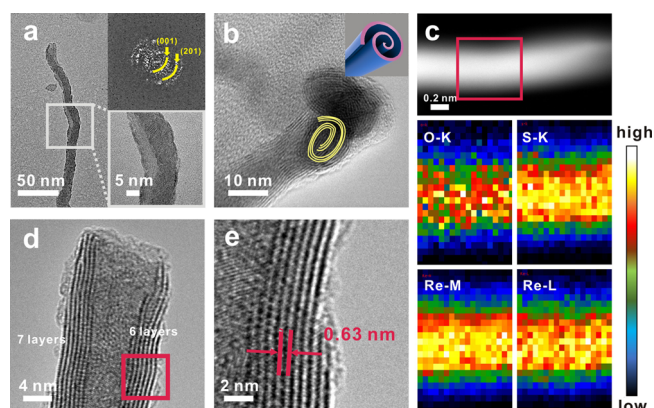 a
(001)
(201)
50 nm
5 nm
b
10 nm
c
0.2 nm
O-K
S-K
high
Re-M
Re-L
low
d
7 layers
6 layers
4 nm
e
0.63 nm
2 nm